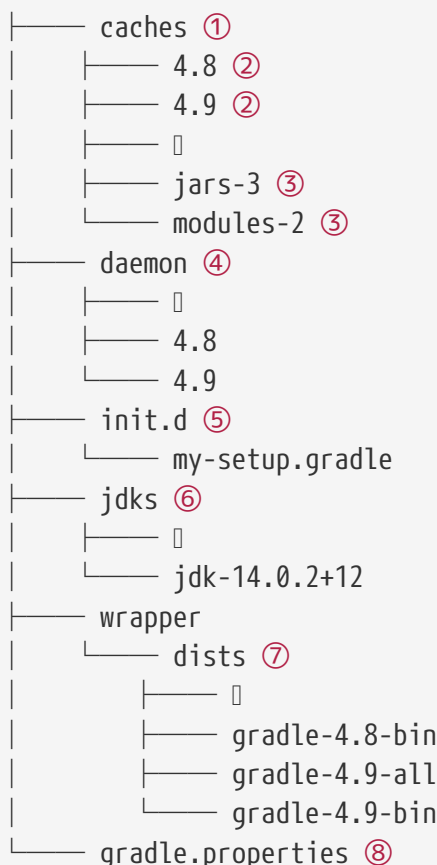 ├── caches ①
│   ├── 4.8 ②
│   ├── 4.9 ②
│   ├── ▯
│   ├── jars-3 ③
│   └── modules-2 ③
├── daemon ④
│   ├── ▯
│   ├── 4.8
│   └── 4.9
├── init.d ⑤
│   └── my-setup.gradle
├── jdks ⑥
│   ├── ▯
│   └── jdk-14.0.2+12
├── wrapper
│   └── dists ⑦
│       ├── ▯
│       ├── gradle-4.8-bin
│       ├── gradle-4.9-all
│       └── gradle-4.9-bin
└── gradle.properties ⑧